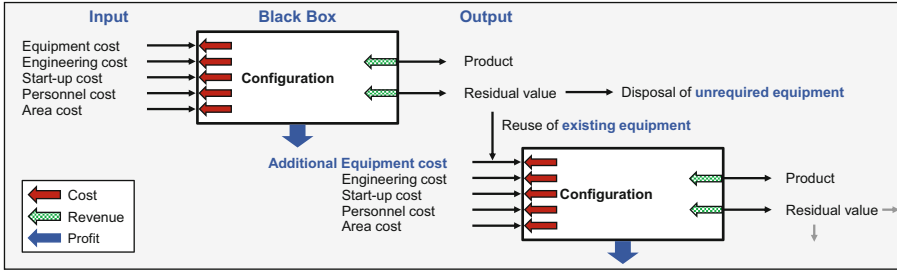 Input Black Box Output
Equipment cost
Engineering cost
Start-up cost
Personnel cost
Area cost
Configuration
Product
Residual value
Disposal of unrequired equipment
Reuse of existing equipment
Additional Equipment cost
Engineering cost
Start-up cost
Personnel cost
Area cost
Configuration
Product
Residual value
Cost
Revenue
Profit